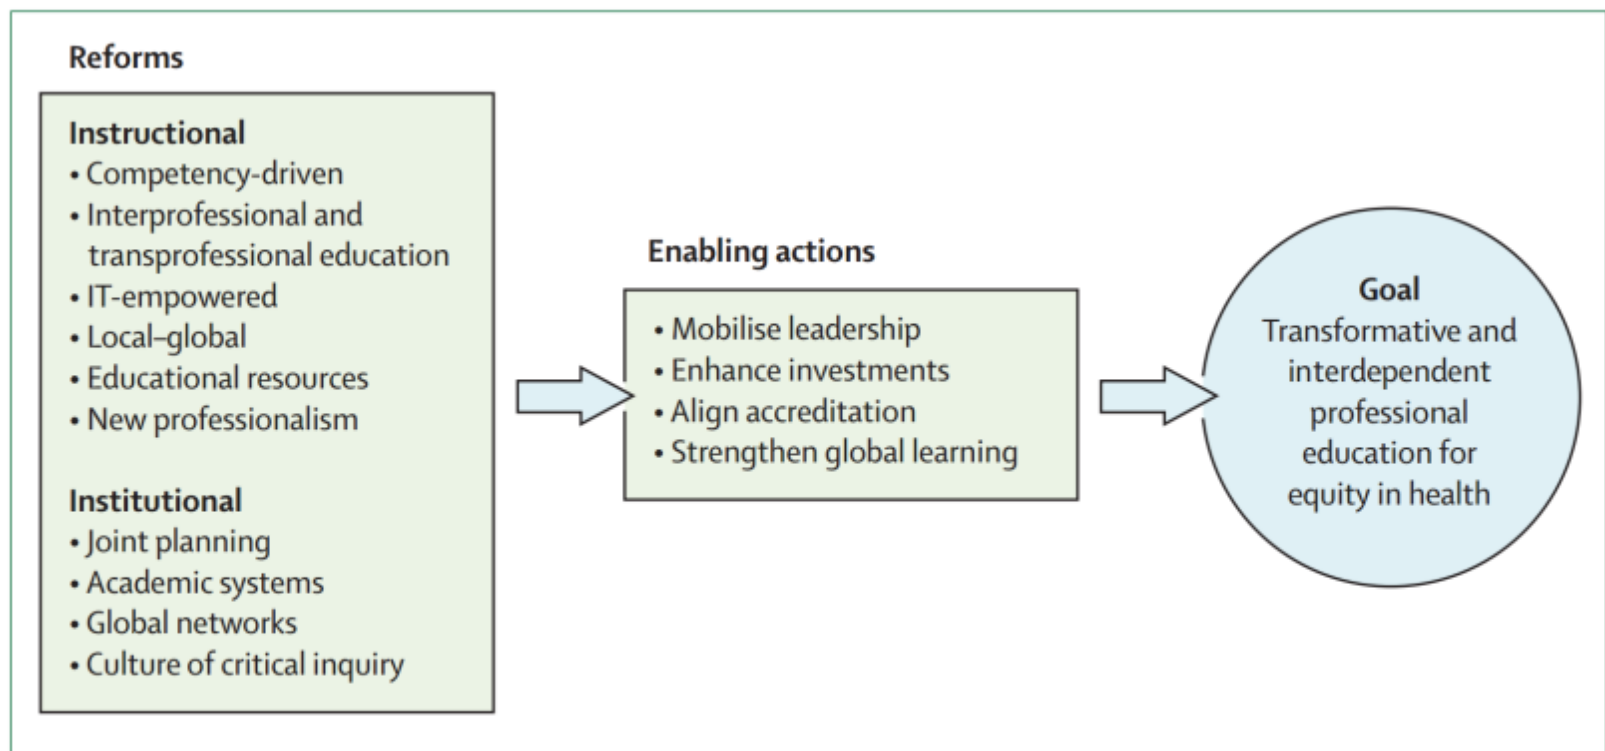 Reforms
Instructional
• Competency-driven
• Interprofessional and
transprofessional education
• IT-empowered
• Local–global
• Educational resources
• New professionalism
Institutional
• Joint planning
• Academic systems
• Global networks
• Culture of critical inquiry
Enabling actions
• Mobilise leadership
• Enhance investments
• Align accreditation
• Strengthen global learning
Goal
Transformative and
interdependent
professional
education for
equity in health